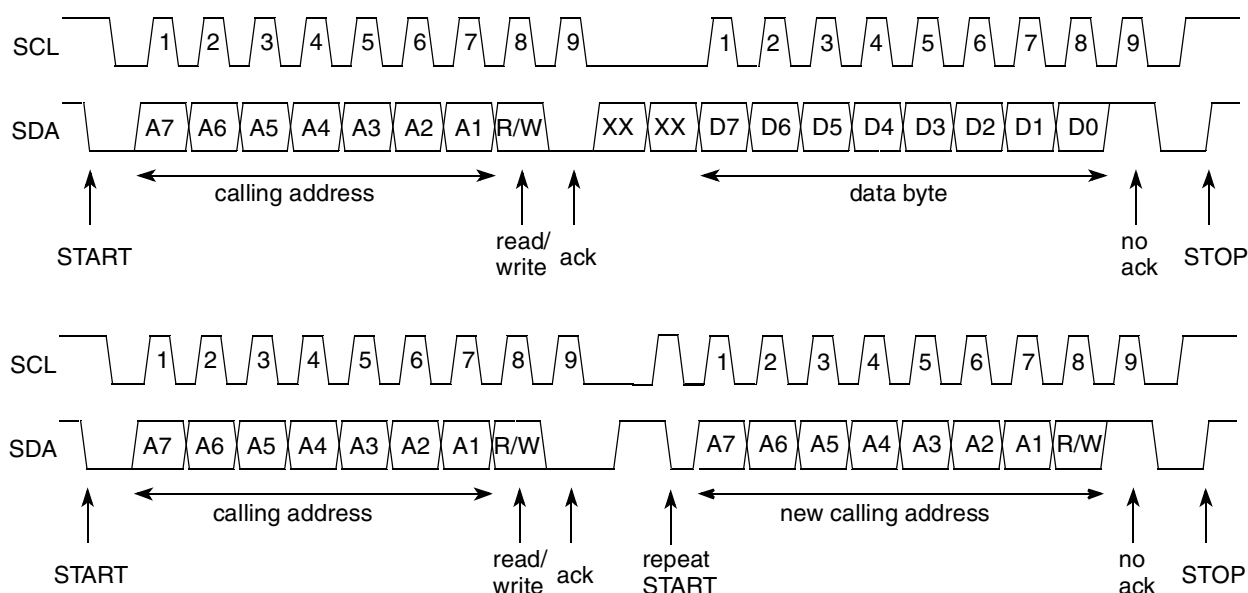 SCL 1 2 3 4 5 6 7 8 9 1 2 3 4 5 6 7 8 9
SDA A7 A6 A5 A4 A3 A2 A1 R/W XX XX D7 D6 D5 D4 D3 D2 D1 D0
calling address data byte
START read/ ack no STOP
write ack
SCL 1 2 3 4 5 6 7 8 9 1 2 3 4 5 6 7 8 9
SDA A7 A6 A5 A4 A3 A2 A1 R/W A7 A6 A5 A4 A3 A2 A1 R/W
calling address new calling address
START read/ ack repeat no STOP
write START ack